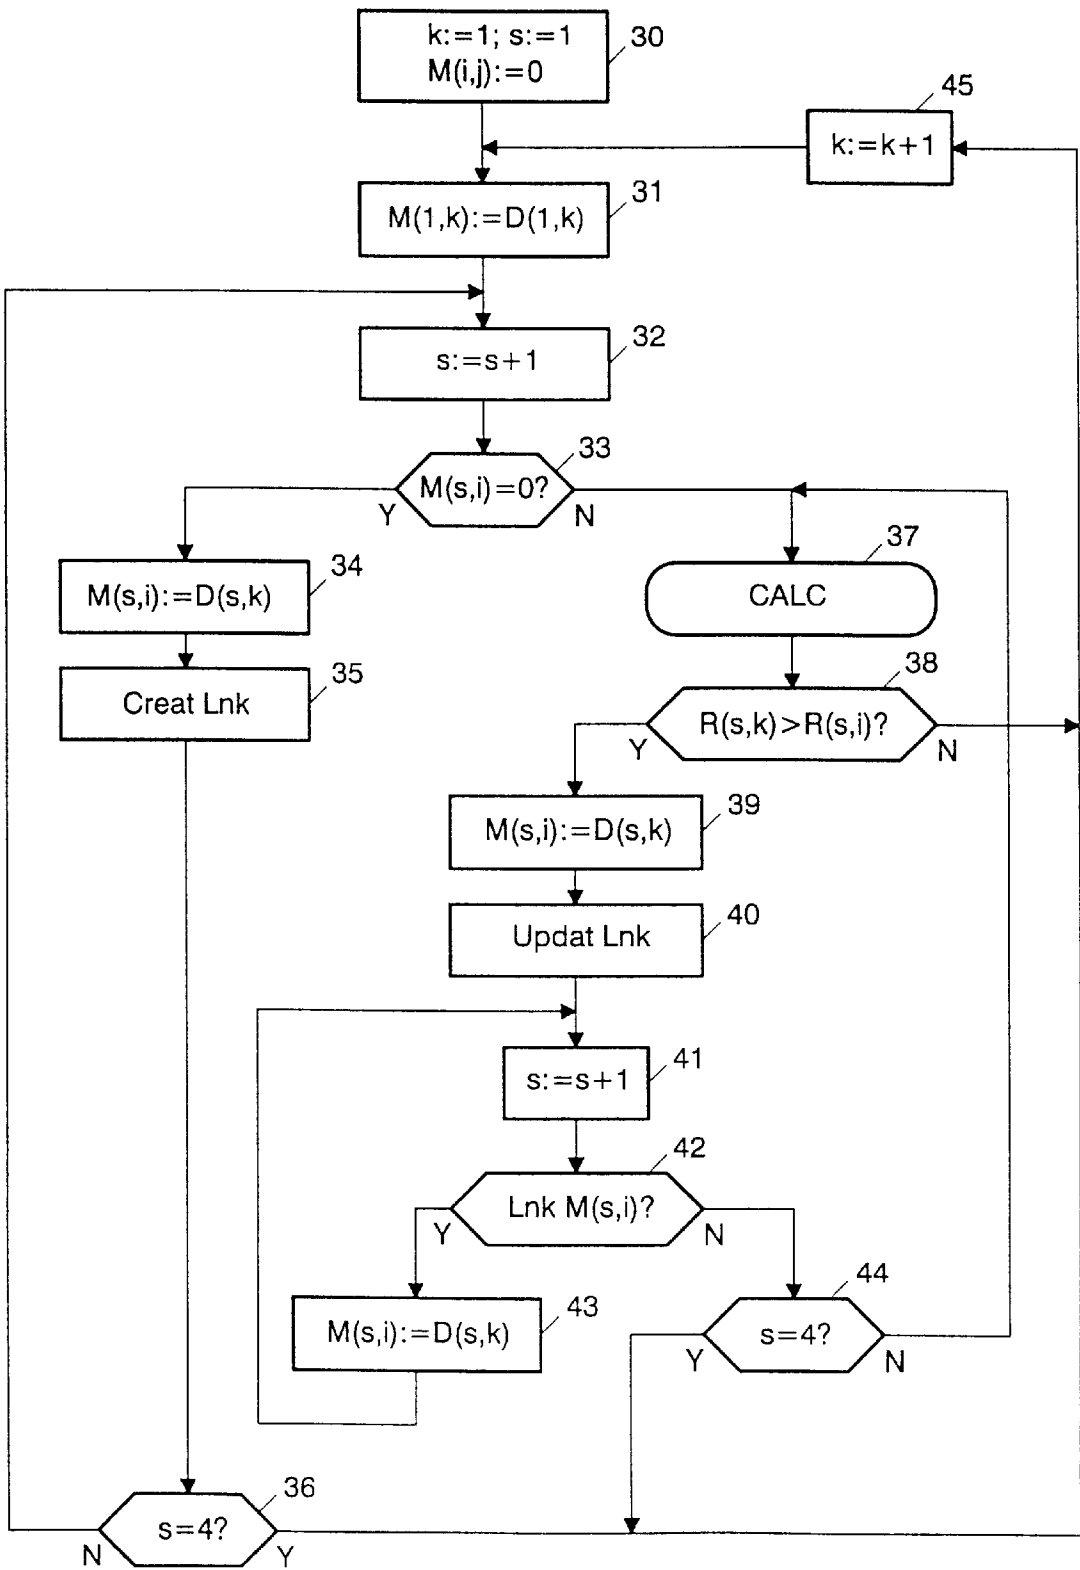 k:=1; s:=1
M(i,j):=0
30
45
k:=k+1
31
M(1,k):=D(1,k)
32
s:=s+1
33
M(s,i)=0?
Y
N
34
M(s,i):=D(s,k)
37
CALC
35
Creat Lnk
38
R(s,k)>R(s,i)?
Y
N
39
M(s,i):=D(s,k)
40
Updat Lnk
41
s:=s+1
42
Lnk M(s,i)?
Y
N
43
M(s,i):=D(s,k)
44
s=4?
Y
N
36
s=4?
N
Y